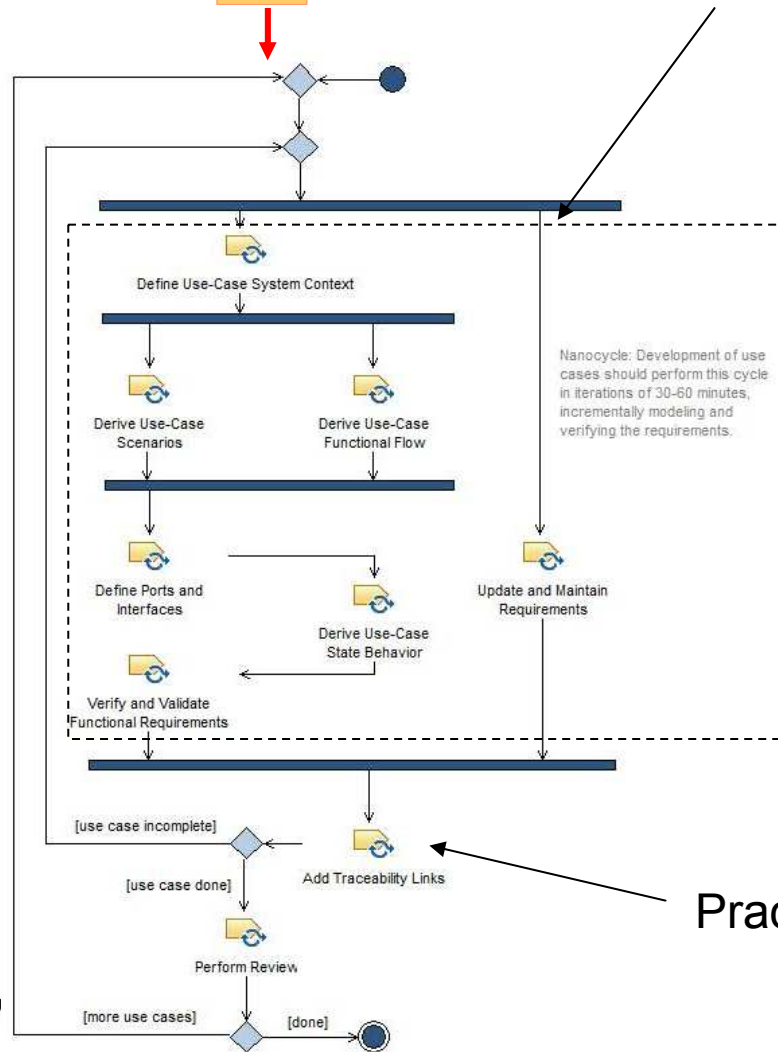 Define Use-Case System Context
Nanocycle: Development of use
cases should perform this cycle
in iterations of 30-60 minutes,
incrementally modeling and
verifying the requirements.
Derive Use-Case
Scenarios
Derive Use-Case
Functional Flow
Define Ports and
Interfaces
Derive Use-Case
State Behavior
Update and Maintain
Requirements
Verify and Validate
Functional Requirements
[use case incomplete]
Add Traceability Links
[use case done]
Perform Review
[more use cases]
[done]